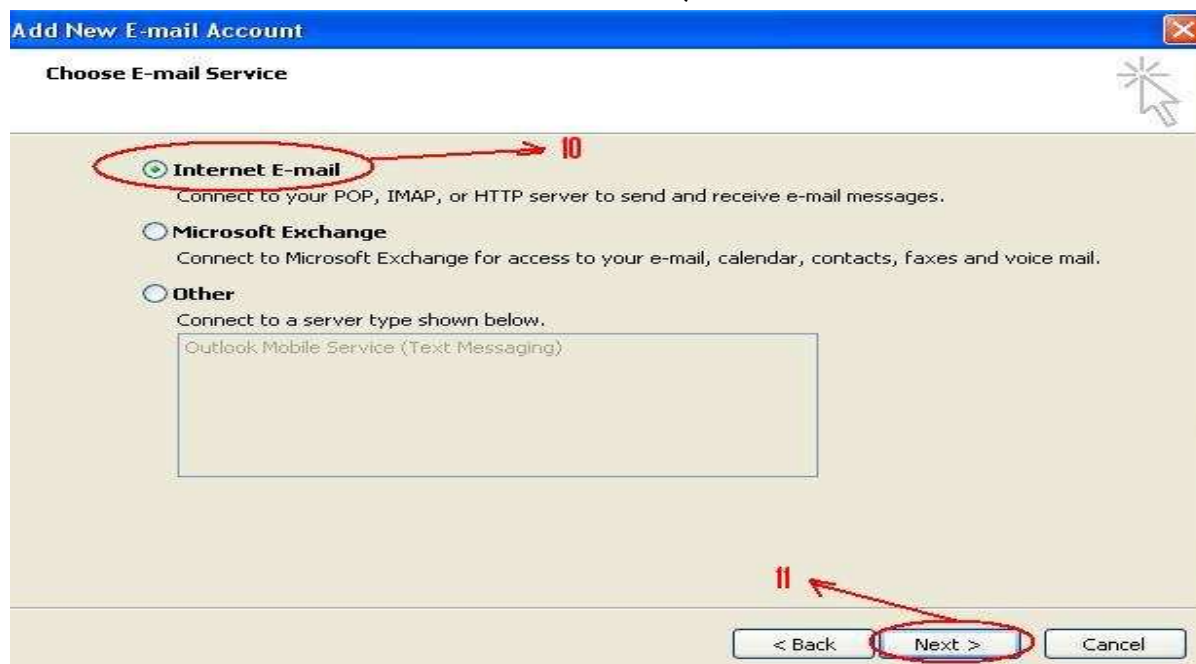 Add New E-mail Account
Choose E-mail Service
10
Internet E-mail
Connect to your POP, IMAP, or HTTP server to send and receive e-mail messages.
Microsoft Exchange
Connect to Microsoft Exchange for access to your e-mail, calendar, contacts, faxes and voice mail.
Other
Connect to a server type shown below.
Outlook Mobile Service (Text Messaging)
11
< Back Next > Cancel